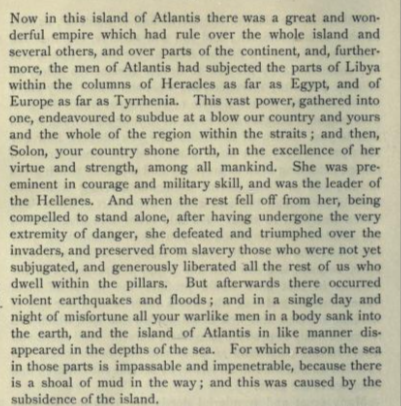 Now in this island of Atlantis there was a great and won-
derful empire which had rule over the whole island and
several others, and over parts of the continent, and, further-
more, the men of Atlantis had subjected the parts of Libya
within the columns of Heracles as far as Egypt, and of
Europe as far as Tyrrhenia. This vast power, gathered into
one, endeavoured to subdue at a blow our country and yours
and the whole of the region within the straits; and then,
Solon, your country shone forth, in the excellence of her
virtue and strength, among all mankind. She was pre-
eminent in courage and military skill, and was the leader of
the Hellenes. And when the rest fell off from her, being
compelled to stand alone, after having undergone the very
extremity of danger, she defeated and triumphed over the
invaders, and preserved from slavery those who were not yet
subjugated, and generously liberated all the rest of us who
dwell within the pillars. But afterwards there occurred
violent earthquakes and floods; and in a single day and
night of misfortune all your warlike men in a body sank into
the earth, and the island of Atlantis in like manner dis-
appeared in the depths of the sea. For which reason the sea
in those parts is impassable and impenetrable, because there
is a shoal of mud in the way; and this was caused by the
subsidence of the island.